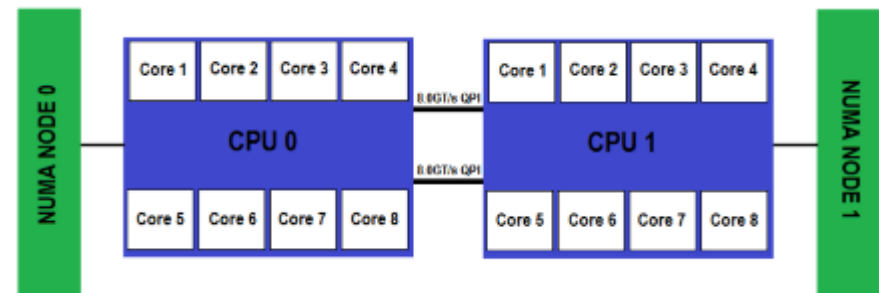 NUMA NODE 0
Core 1 Core 2 Core 3 Core 4
CPU 0
Core 5 Core 6 Core 7 Core 8
8.0GT/s QPI
8.0GT/s QPI
Core 1 Core 2 Core 3 Core 4
CPU 1
Core 5 Core 6 Core 7 Core 8
NUMA NODE 1